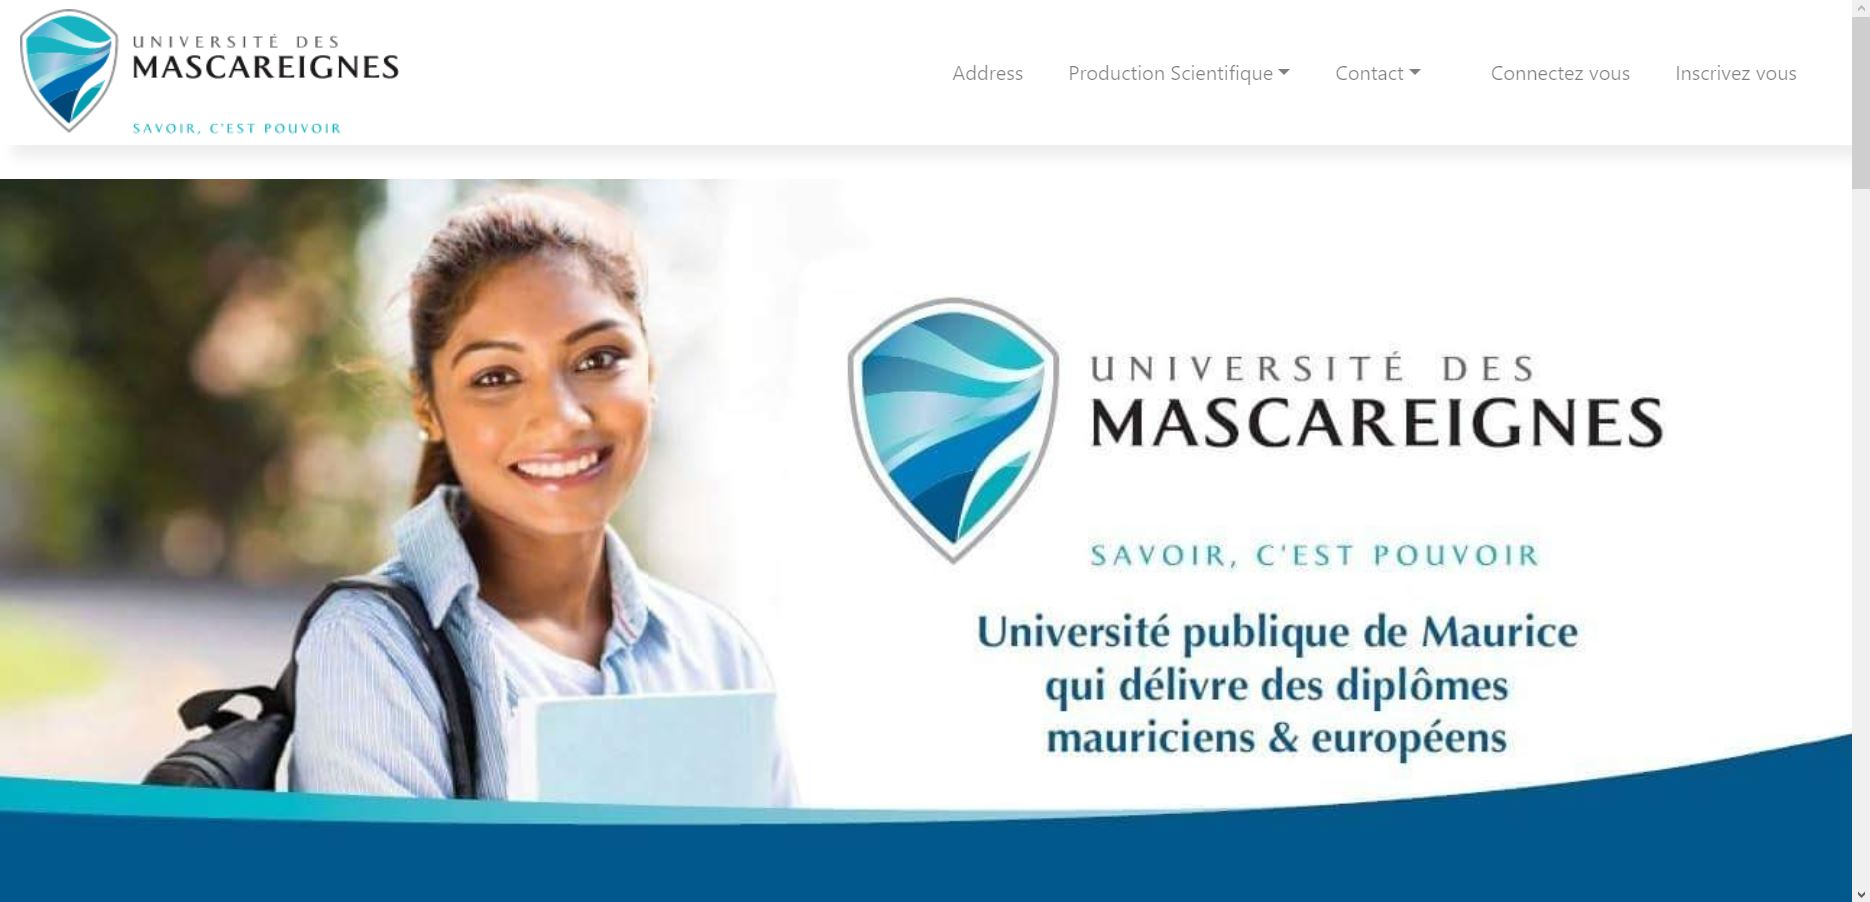 UNIVERSITÉ DES
MASCAREIGNES
SAVOIR, C'EST POUVOIR
Address
Production Scientifique
Contact
Connectez vous
Inscrivez vous
UNIVERSITÉ DES
MASCAREIGNES
SAVOIR, C'EST POUVOIR
Université publique de Maurice
qui délivre des diplômes
mauriciens & européens